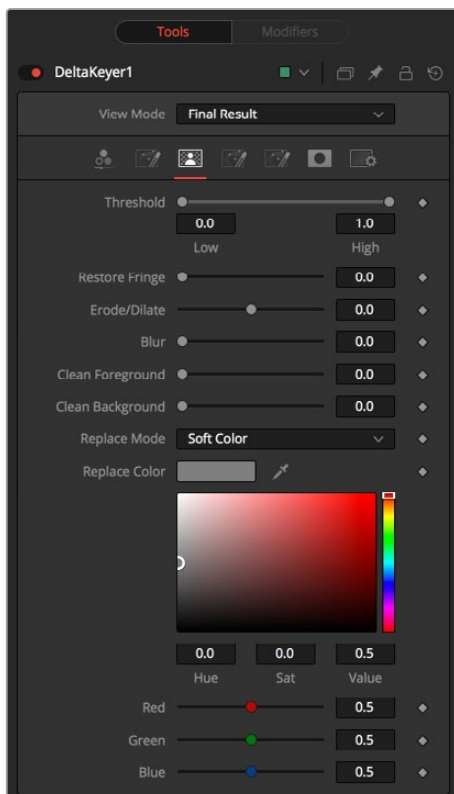 Tools Modifiers
DeltaKeyer1
View Mode Final Result
Threshold
0.0 1.0
Low High
Restore Fringe 0.0
Erode/Dilate 0.0
Blur 0.0
Clean Foreground 0.0
Clean Background 0.0
Replace Mode Soft Color
Replace Color
0.0 0.0 0.5
Hue Sat Value
Red 0.5
Green 0.5
Blue 0.5